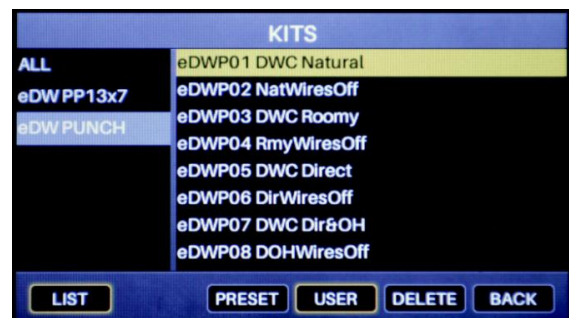 KITS
ALL
eDW PP13x7
eDW PUNCH
eDWP01 DWC Natural
eDWP02 NatWiresOff
eDWP03 DWC Roomy
eDWP04 RmyWiresOff
eDWP05 DWC Direct
eDWP06 DirWiresOff
eDWP07 DWC Dir&OH
eDWP08 DOHWiresOff
LIST PRESET USER DELETE BACK